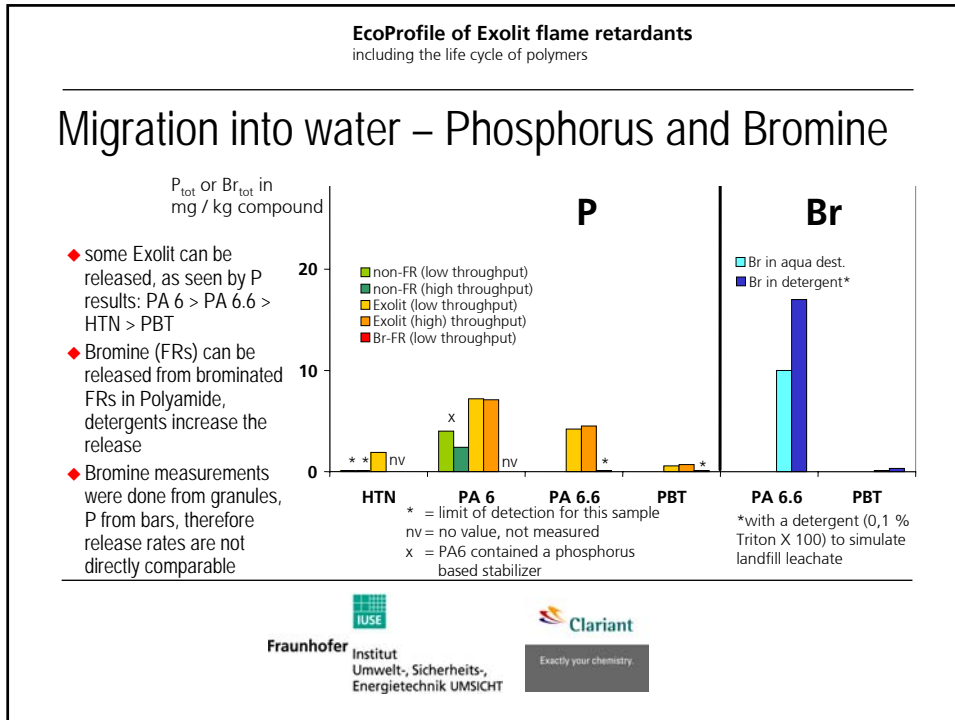 EcoProfile of Exolit flame retardants
including the life cycle of polymers
Migration into water – Phosphorus and Bromine
Ptot or Brtot in
mg / kg compound
◆ some Exolit can be
released, as seen by P
results: PA 6 > PA 6.6 >
HTN > PBT
◆ Bromine (FRs) can be
released from brominated
FRs in Polyamide,
detergents increase the
release
◆ Bromine measurements
were done from granules,
P from bars, therefore
release rates are not
directly comparable
P
Br
20
10
0
non-FR (low throughput)
non-FR (high throughput)
Exolit (low throughput)
Exolit (high) throughput)
Br-FR (low throughput)
Br in aqua dest.
Br in detergent*
* * nv x nv * *
HTN PA 6 PA 6.6 PBT PA 6.6 PBT
* = limit of detection for this sample
nv = no value, not measured
x = PA6 contained a phosphorus
based stabilizer
*with a detergent (0,1 %
Triton X 100) to simulate
landfill leachate
IUSE
Fraunhofer Institut
Umwelt-, Sicherheits-,
Energietechnik UMSICHT
Clariant
Exactly your chemistry.